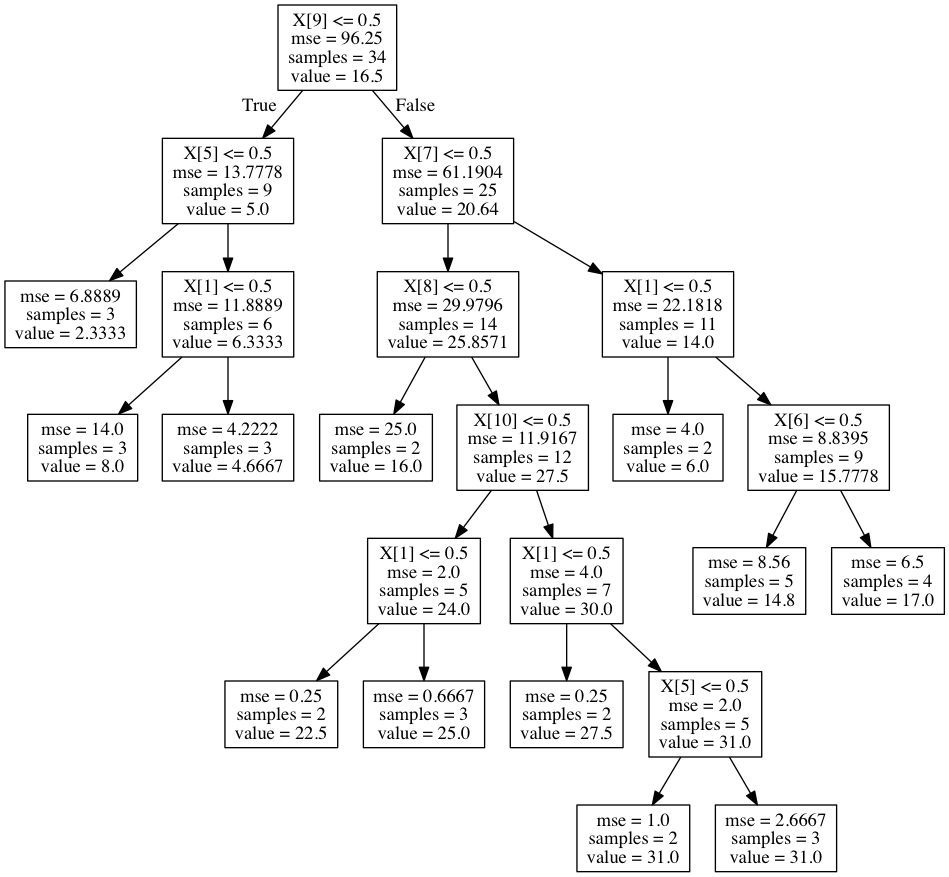 X[9] <= 0.5
mse = 96.25
samples = 34
value = 16.5
True
False
X[5] <= 0.5
mse = 13.7778
samples = 9
value = 5.0
X[7] <= 0.5
mse = 61.1904
samples = 25
value = 20.64
mse = 6.8889
samples = 3
value = 2.3333
X[1] <= 0.5
mse = 11.8889
samples = 6
value = 6.3333
X[8] <= 0.5
mse = 29.9796
samples = 14
value = 25.8571
X[1] <= 0.5
mse = 22.1818
samples = 11
value = 14.0
mse = 14.0
samples = 3
value = 8.0
mse = 4.2222
samples = 3
value = 4.6667
mse = 25.0
samples = 2
value = 16.0
X[10] <= 0.5
mse = 11.9167
samples = 12
value = 27.5
mse = 4.0
samples = 2
value = 6.0
X[6] <= 0.5
mse = 8.8395
samples = 9
value = 15.7778
X[1] <= 0.5
mse = 2.0
samples = 5
value = 24.0
X[1] <= 0.5
mse = 4.0
samples = 7
value = 30.0
mse = 8.56
samples = 5
value = 14.8
mse = 6.5
samples = 4
value = 17.0
mse = 0.25
samples = 2
value = 22.5
mse = 0.6667
samples = 3
value = 25.0
mse = 0.25
samples = 2
value = 27.5
X[5] <= 0.5
mse = 2.0
samples = 5
value = 31.0
mse = 1.0
samples = 2
value = 31.0
mse = 2.6667
samples = 3
value = 31.0